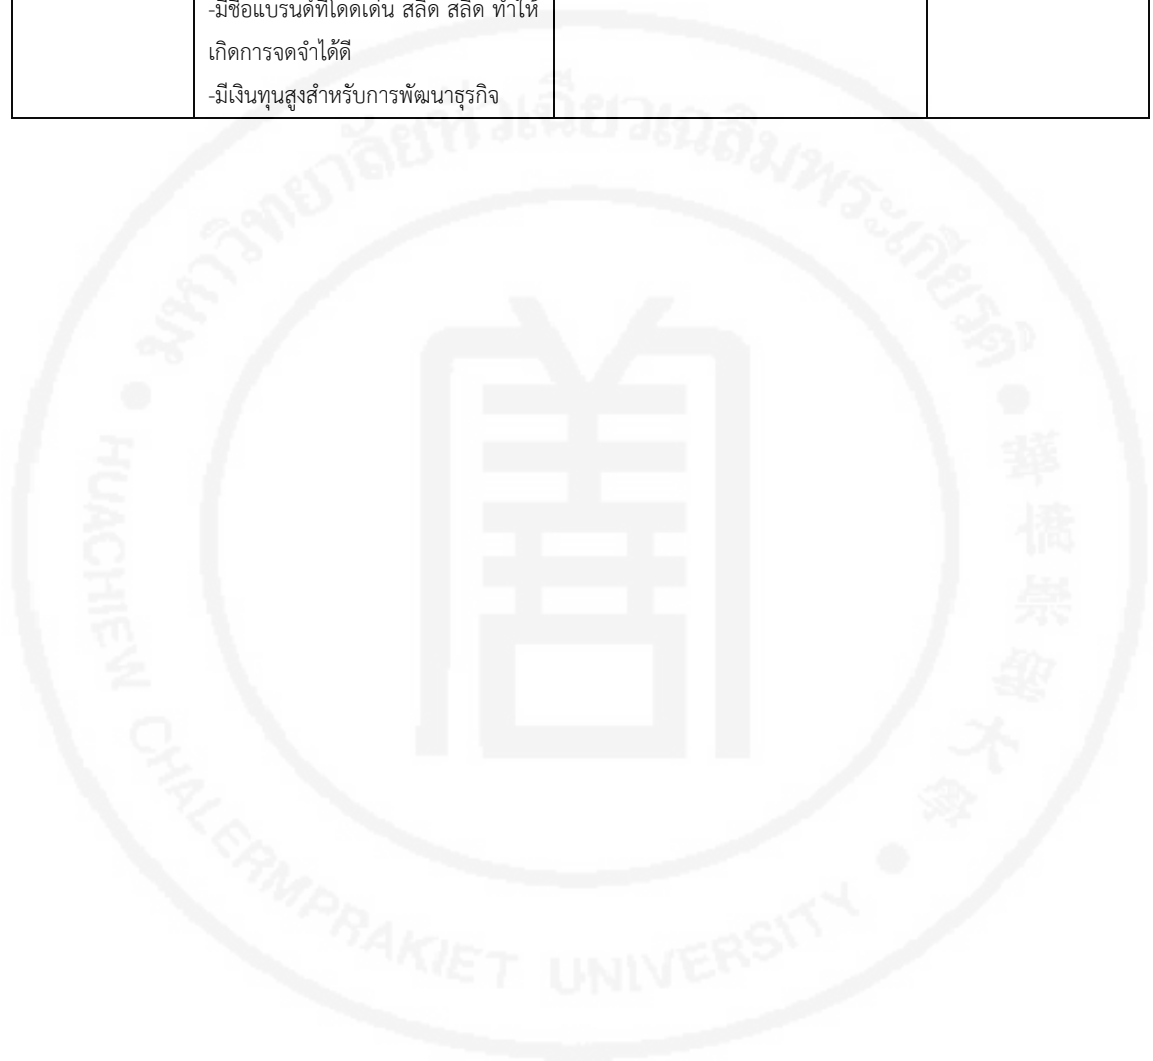 -มีชื่อแบรนด์ที่โดดเด่น สลิด สลิด ทำให้
เกิดการจดจำได้ดี
-มีเงินทุนสูงสำหรับการพัฒนาธุรกิจ
มหาวิทยาลัยหัวเฉียวเฉลิมพระเกียรติ
HUACHIEW CHALERMPRAKIET UNIVERSITY
華僑崇聖大學